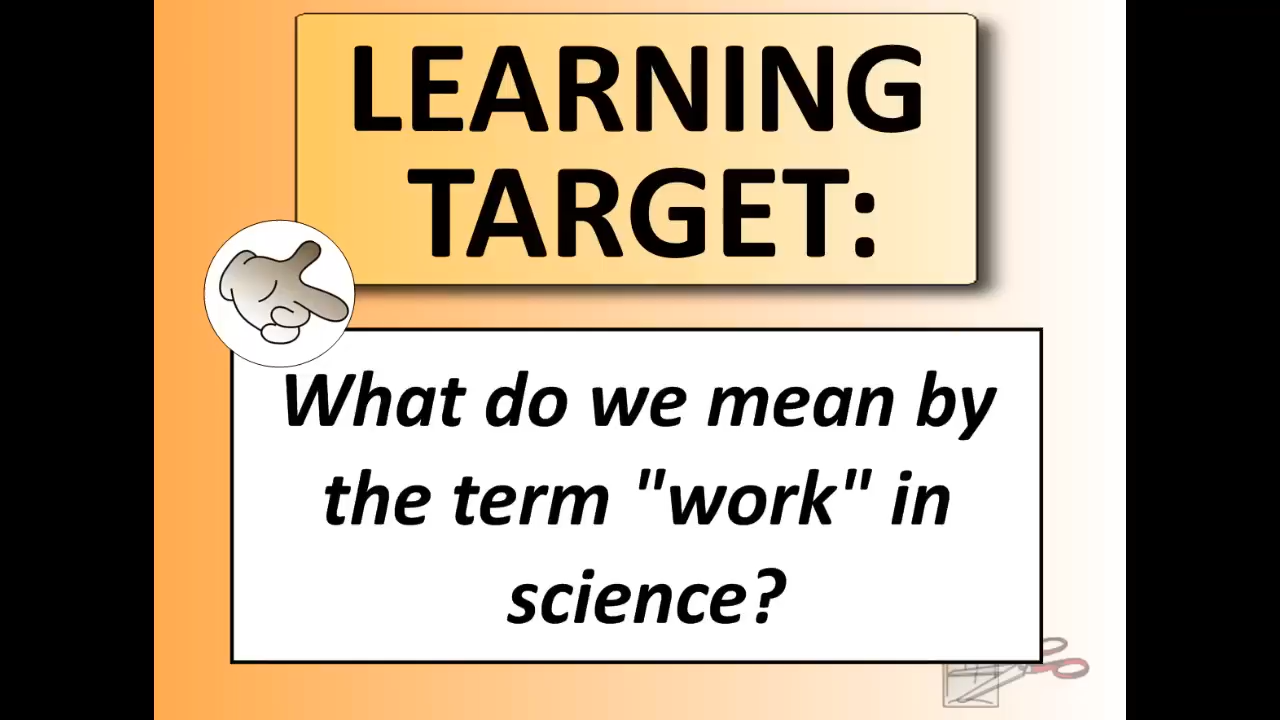 LEARNING
TARGET:
What do we mean by
the term "work" in
science?